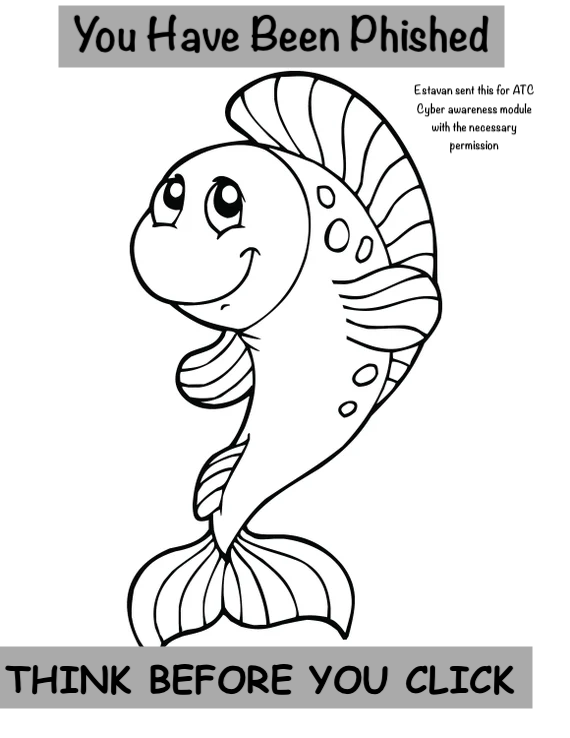 You Have Been Phished
Estavan sent this for ATC
Cyber awareness module
with the necessary
permission
THINK BEFORE YOU CLICK